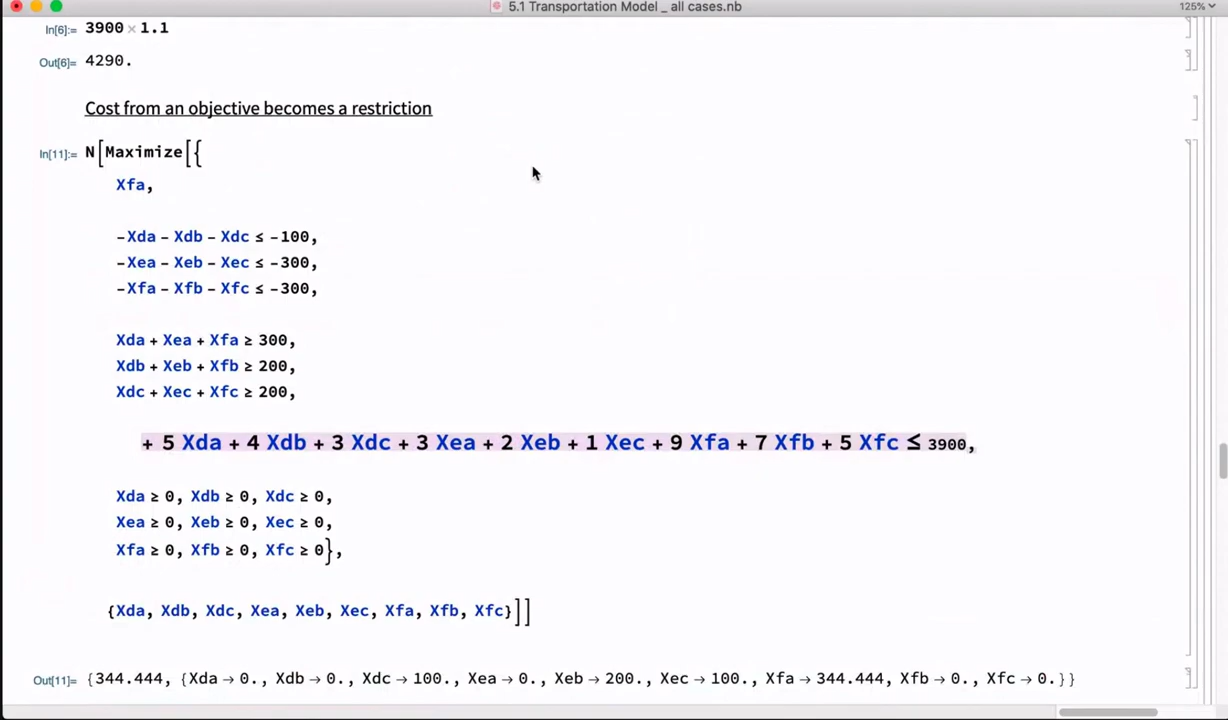 5.1 Transportation Model _ all cases.nb
125%
In[6]:= 3900 × 1.1
Out[6]= 4290.
Cost from an objective becomes a restriction
In[11]:= N[Maximize[{
Xfa,
-Xda - Xdb - Xdc ≤ -100,
-Xea - Xeb - Xec ≤ -300,
-Xfa - Xfb - Xfc ≤ -300,
Xda + Xea + Xfa ≥ 300,
Xdb + Xeb + Xfb ≥ 200,
Xdc + Xec + Xfc ≥ 200,
+ 5 Xda + 4 Xdb + 3 Xdc + 3 Xea + 2 Xeb + 1 Xec + 9 Xfa + 7 Xfb + 5 Xfc ≤ 3900,
Xda ≥ 0, Xdb ≥ 0, Xdc ≥ 0,
Xea ≥ 0, Xeb ≥ 0, Xec ≥ 0,
Xfa ≥ 0, Xfb ≥ 0, Xfc ≥ 0},
{Xda, Xdb, Xdc, Xea, Xeb, Xec, Xfa, Xfb, Xfc}]]
Out[11]= {344.444, {Xda → 0., Xdb → 0., Xdc → 100., Xea → 0., Xeb → 200., Xec → 100., Xfa → 344.444, Xfb → 0., Xfc → 0.}}